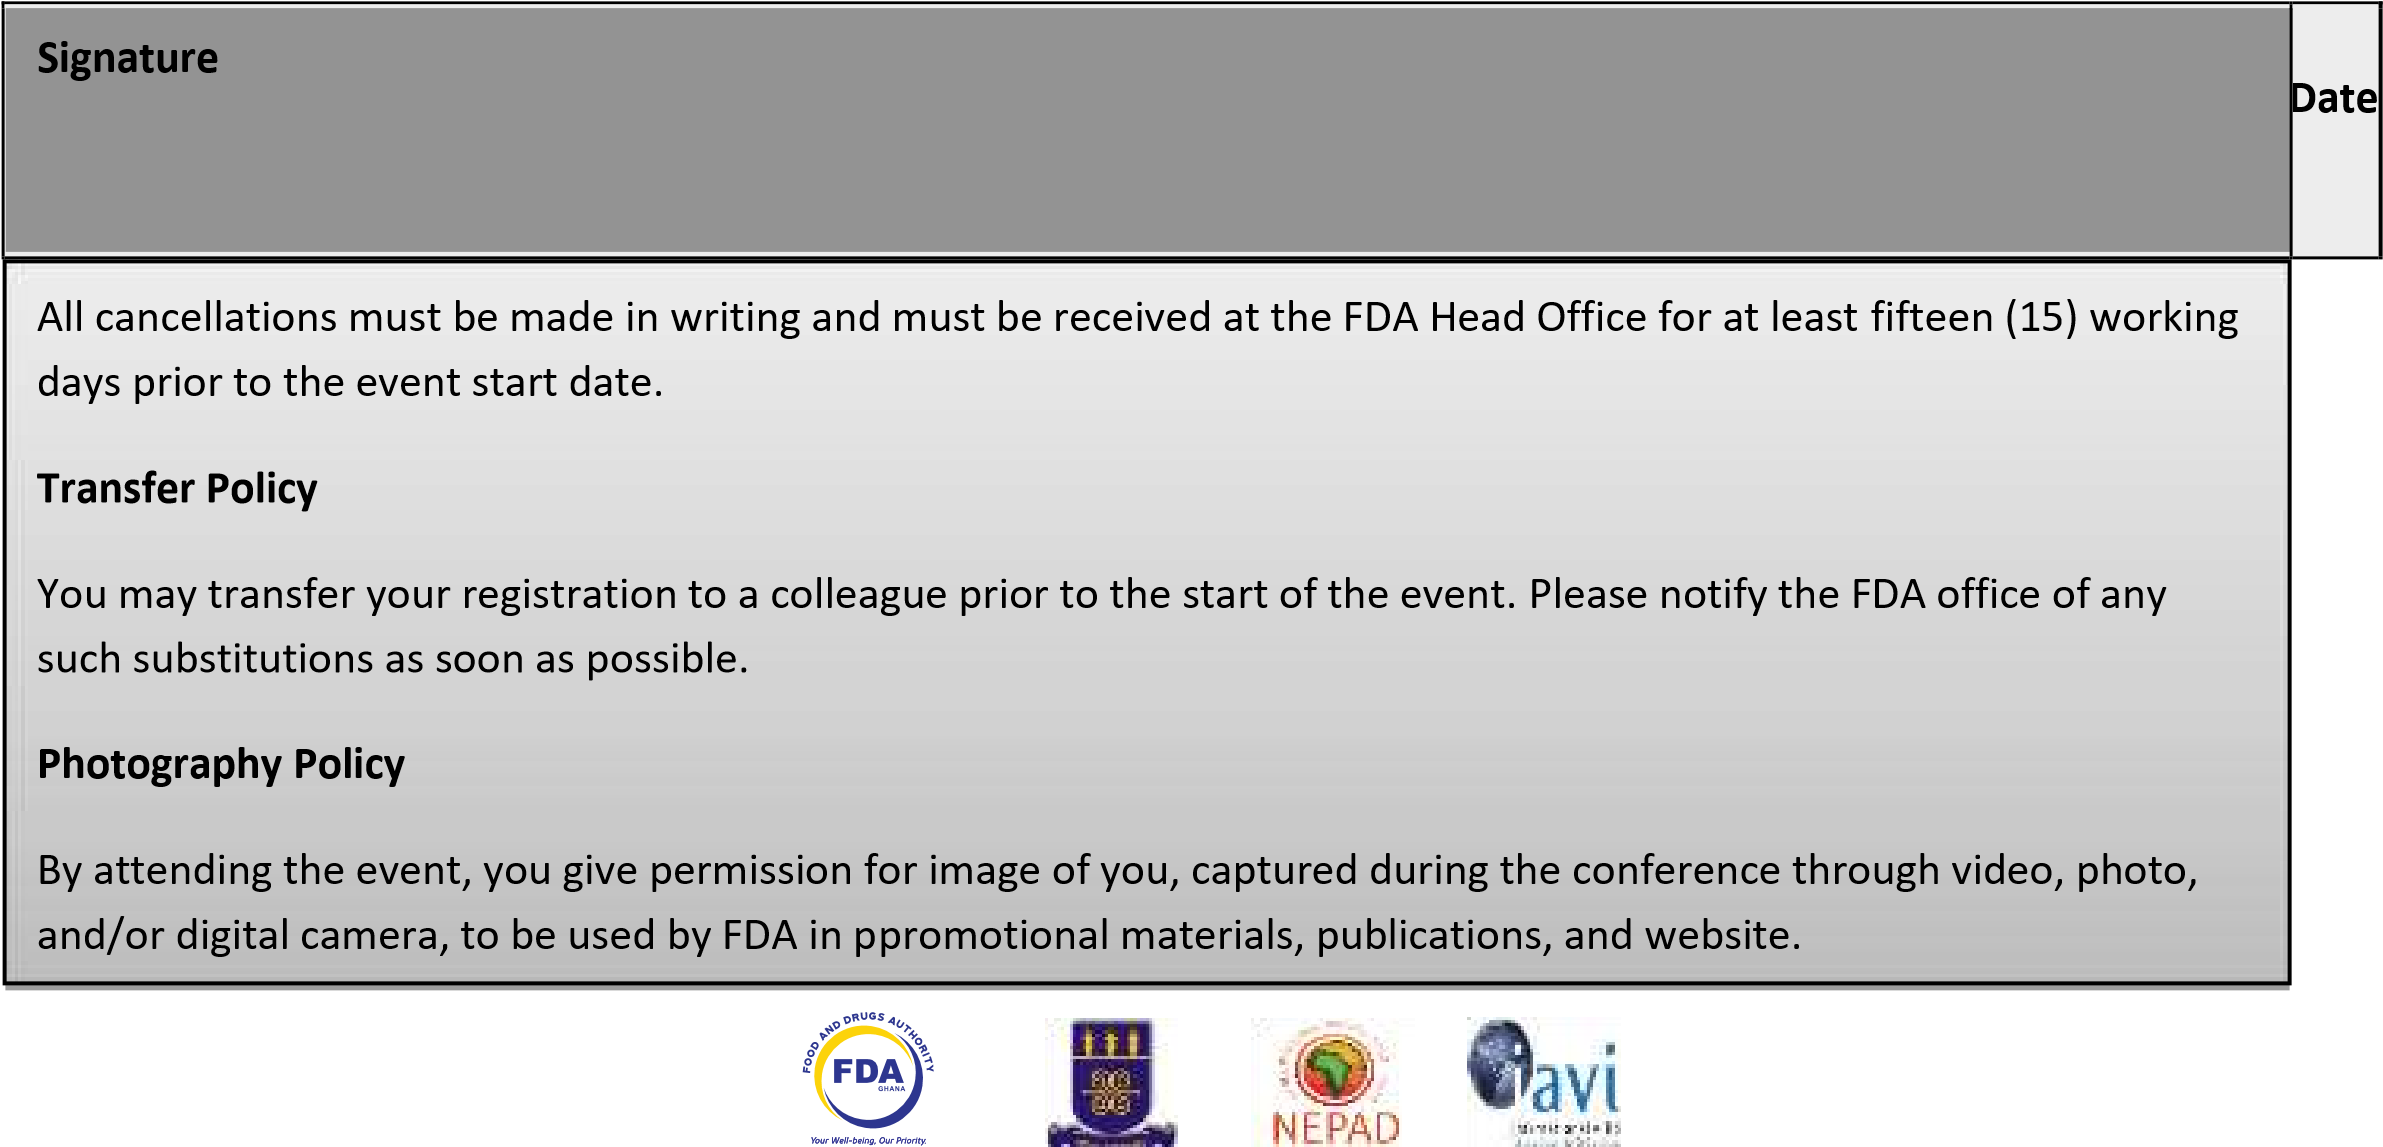 Signature
Date
All cancellations must be made in writing and must be received at the FDA Head Office for at least fifteen (15) working
days prior to the event start date.
Transfer Policy
You may transfer your registration to a colleague prior to the start of the event. Please notify the FDA office of any
such substitutions as soon as possible.
Photography Policy
By attending the event, you give permission for image of you, captured during the conference through video, photo,
and/or digital camera, to be used by FDA in ppromotional materials, publications, and website.
FOOD AND DRUGS AUTHORITY
FDA
GHANA
Your Well-being, Our Priority.
NEPAD
iavi